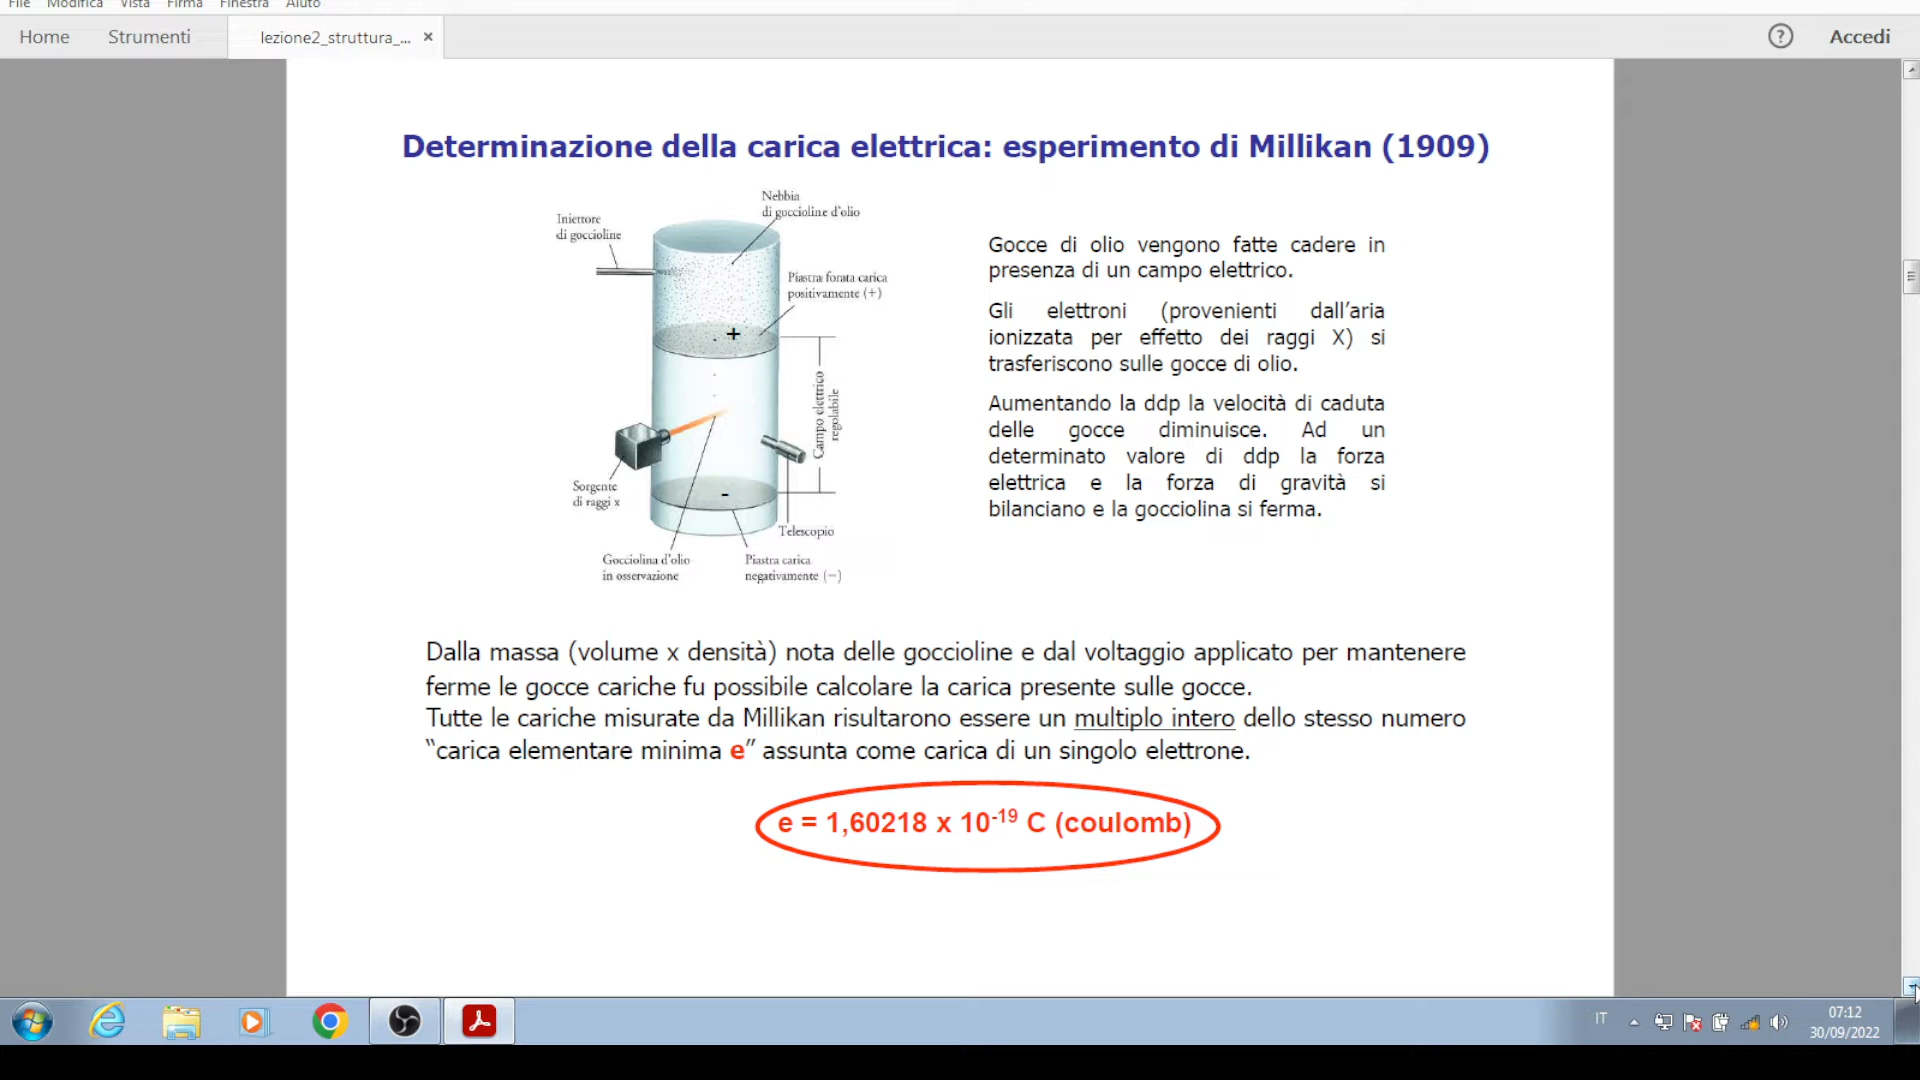 File Modifica Vista Firma Finestra Aiuto
Home Strumenti lezione2_struttura_... × ? Accedi
Determinazione della carica elettrica: esperimento di Millikan (1909)
Nebbia
di goccioline d'olio
Iniettore
di goccioline
Piastra forata carica
positivamente (+)
+
Campo elettrico
regolabile
Sorgente
di raggi x
-
Telescopio
Gocciolina d'olio
in osservazione
Piastra carica
negativamente (−)
Gocce di olio vengono fatte cadere in
presenza di un campo elettrico.
Gli elettroni (provenienti dall’aria
ionizzata per effetto dei raggi X) si
trasferiscono sulle gocce di olio.
Aumentando la ddp la velocità di caduta
delle gocce diminuisce. Ad un
determinato valore di ddp la forza
elettrica e la forza di gravità si
bilanciano e la gocciolina si ferma.
Dalla massa (volume x densità) nota delle goccioline e dal voltaggio applicato per mantenere
ferme le gocce cariche fu possibile calcolare la carica presente sulle gocce.
Tutte le cariche misurate da Millikan risultarono essere un multiplo intero dello stesso numero
“carica elementare minima e” assunta come carica di un singolo elettrone.
e = 1,60218 x 10⁻¹⁹ C (coulomb)
IT
07:12
30/09/2022